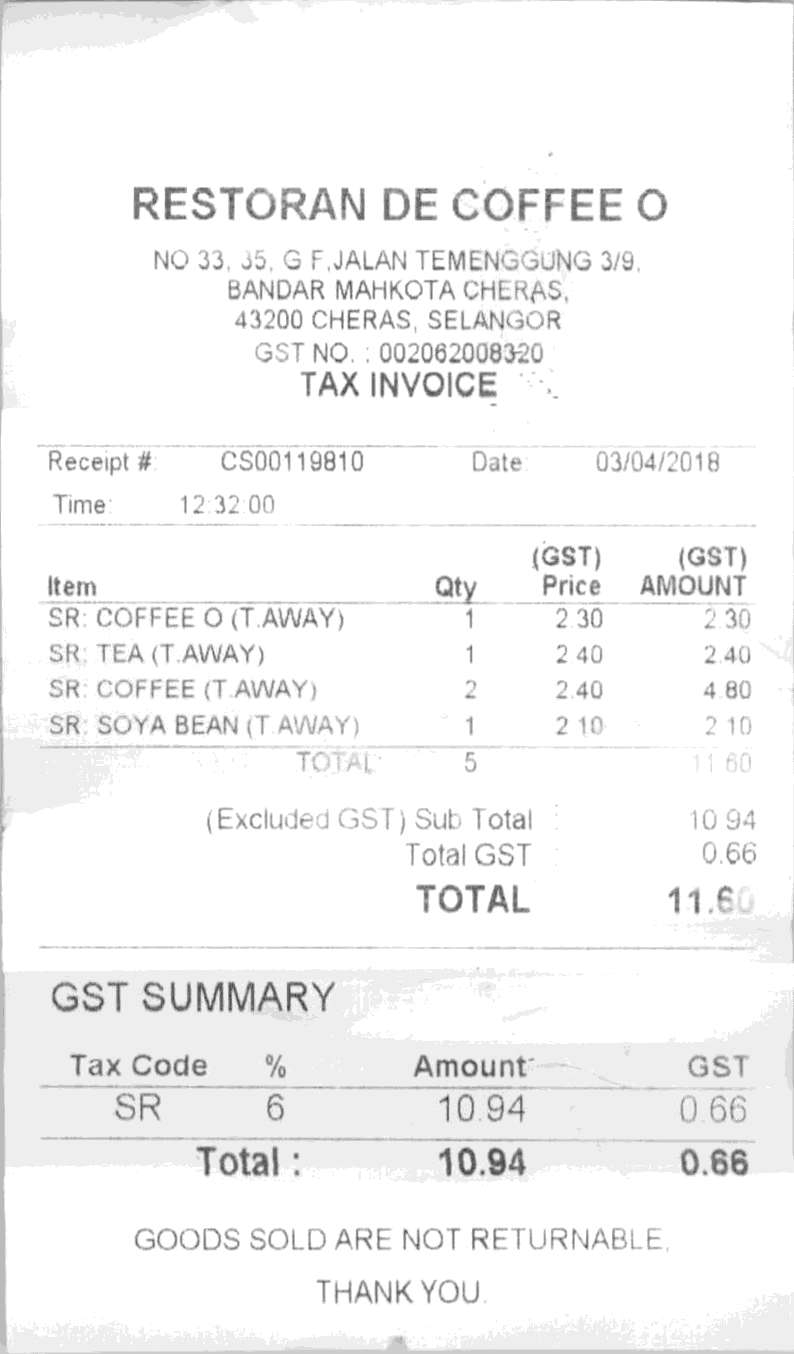 RESTORAN DE COFFEE O
NO 33, 35, G F,JALAN TEMENGGUNG 3/9,
BANDAR MAHKOTA CHERAS,
43200 CHERAS, SELANGOR
GST NO. : 002062008320
TAX INVOICE
Receipt #: CS00119810 Date: 03/04/2018
Time: 12:32:00
(GST) (GST)
Item Qty Price AMOUNT
SR: COFFEE O (T.AWAY) 1 2.30 2.30
SR: TEA (T.AWAY) 1 2.40 2.40
SR: COFFEE (T.AWAY) 2 2.40 4.80
SR: SOYA BEAN (T.AWAY) 1 2.10 2.10
TOTAL: 5 11.60
(Excluded GST) Sub Total : 10.94
Total GST : 0.66
TOTAL 11.60
GST SUMMARY
Tax Code % Amount GST
SR 6 10.94 0.66
Total : 10.94 0.66
GOODS SOLD ARE NOT RETURNABLE,
THANK YOU.